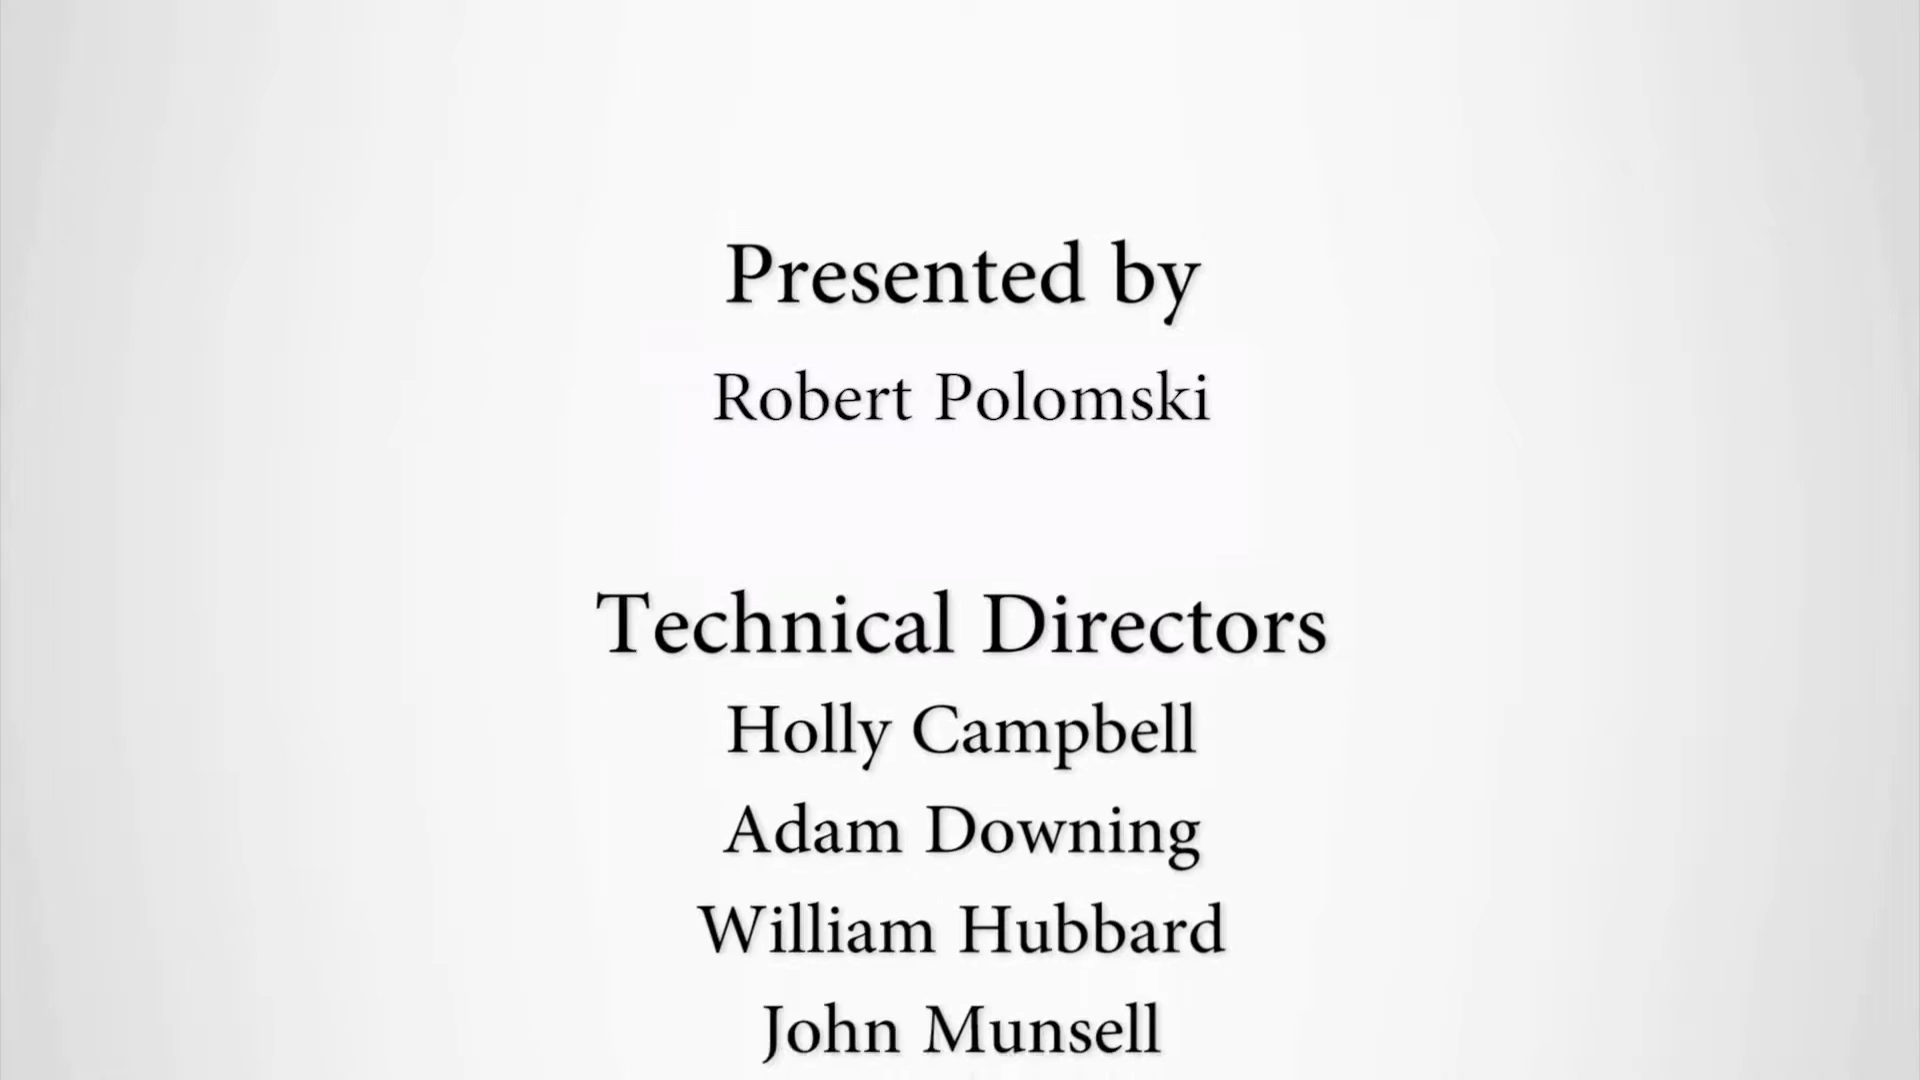 Presented by
Robert Polomski
Technical Directors
Holly Campbell
Adam Downing
William Hubbard
John Munsell